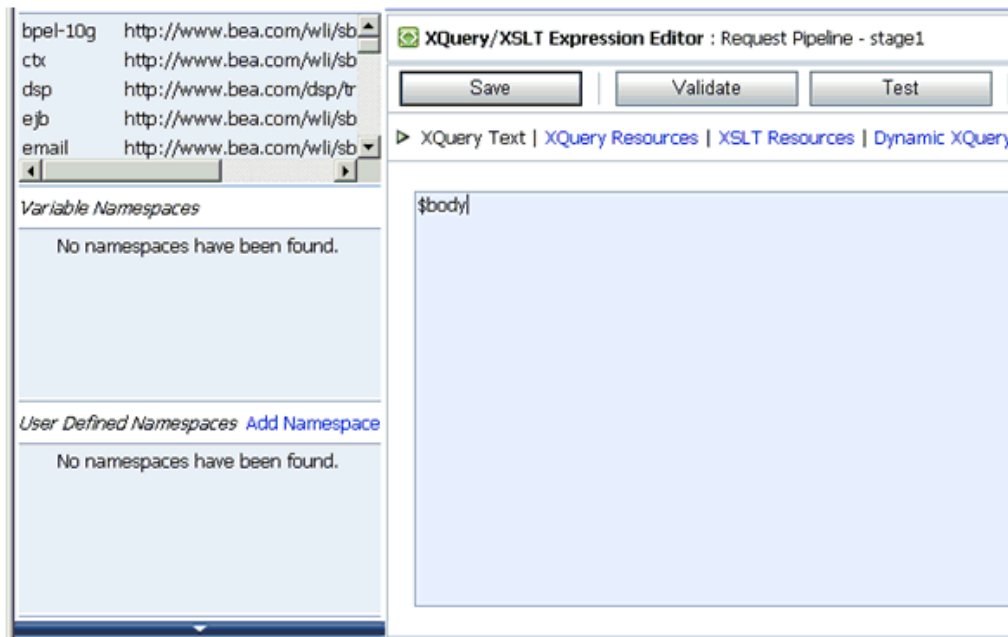 bpel-10g http://www.bea.com/wli/sb
ctx http://www.bea.com/wli/sb
dsp http://www.bea.com/dsp/tr
ejb http://www.bea.com/wli/sb
email http://www.bea.com/wli/sb
Variable Namespaces
No namespaces have been found.
User Defined Namespaces Add Namespace
No namespaces have been found.
XQuery/XSLT Expression Editor : Request Pipeline - stage1
Save Validate Test
XQuery Text | XQuery Resources | XSLT Resources | Dynamic XQuery
$body